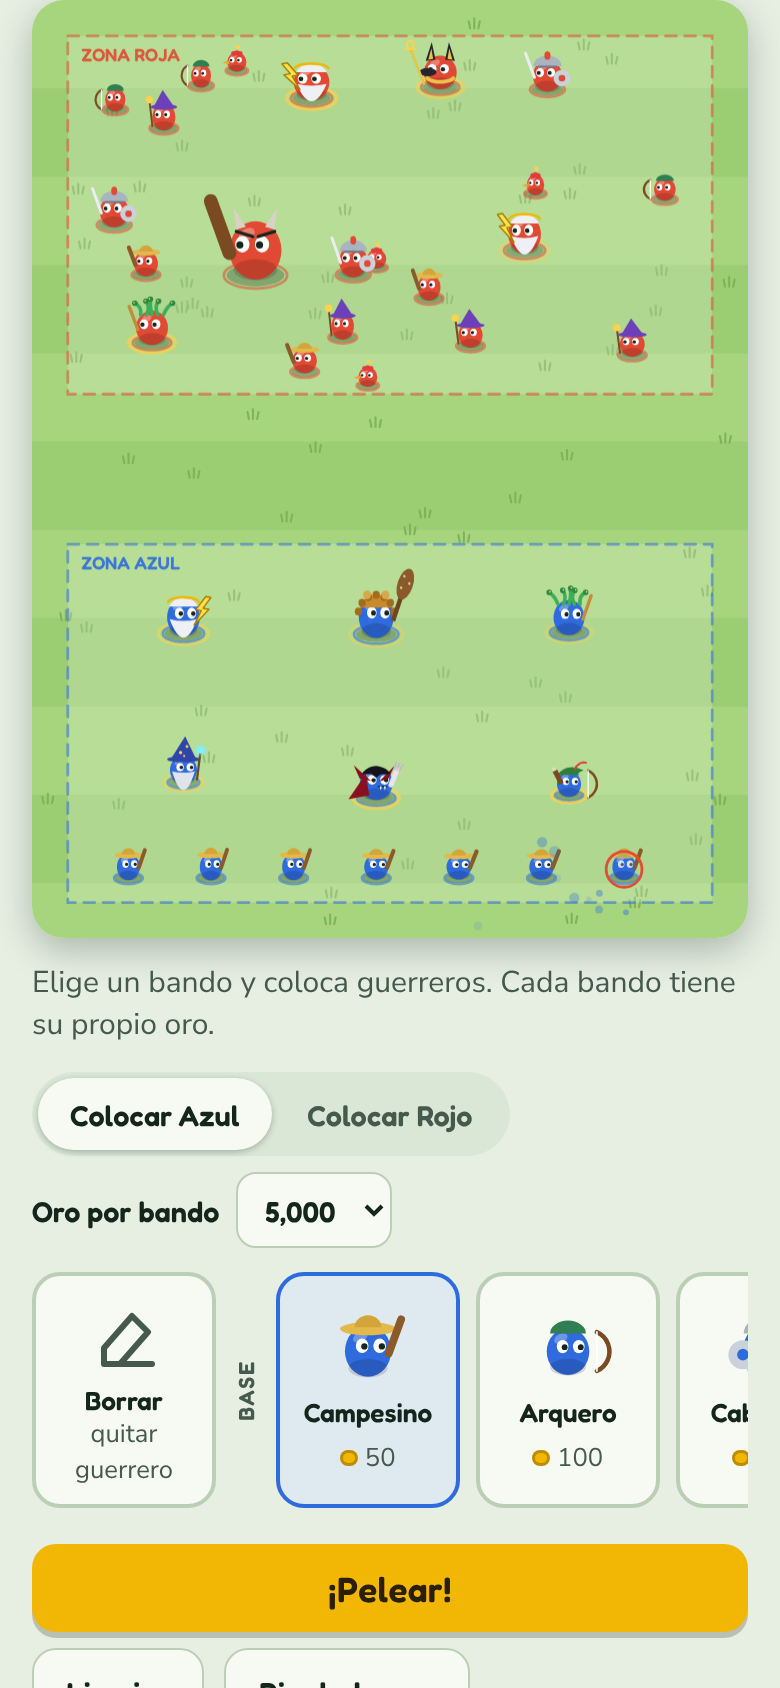 ZONA ROJA
ZONA AZUL
Elige un bando y coloca guerreros. Cada bando tiene
su propio oro.
Colocar Azul
Colocar Rojo
Oro por bando
5,000
Borrar
quitar
guerrero
BASE
Campesino
50
Arquero
100
¡Pelear!